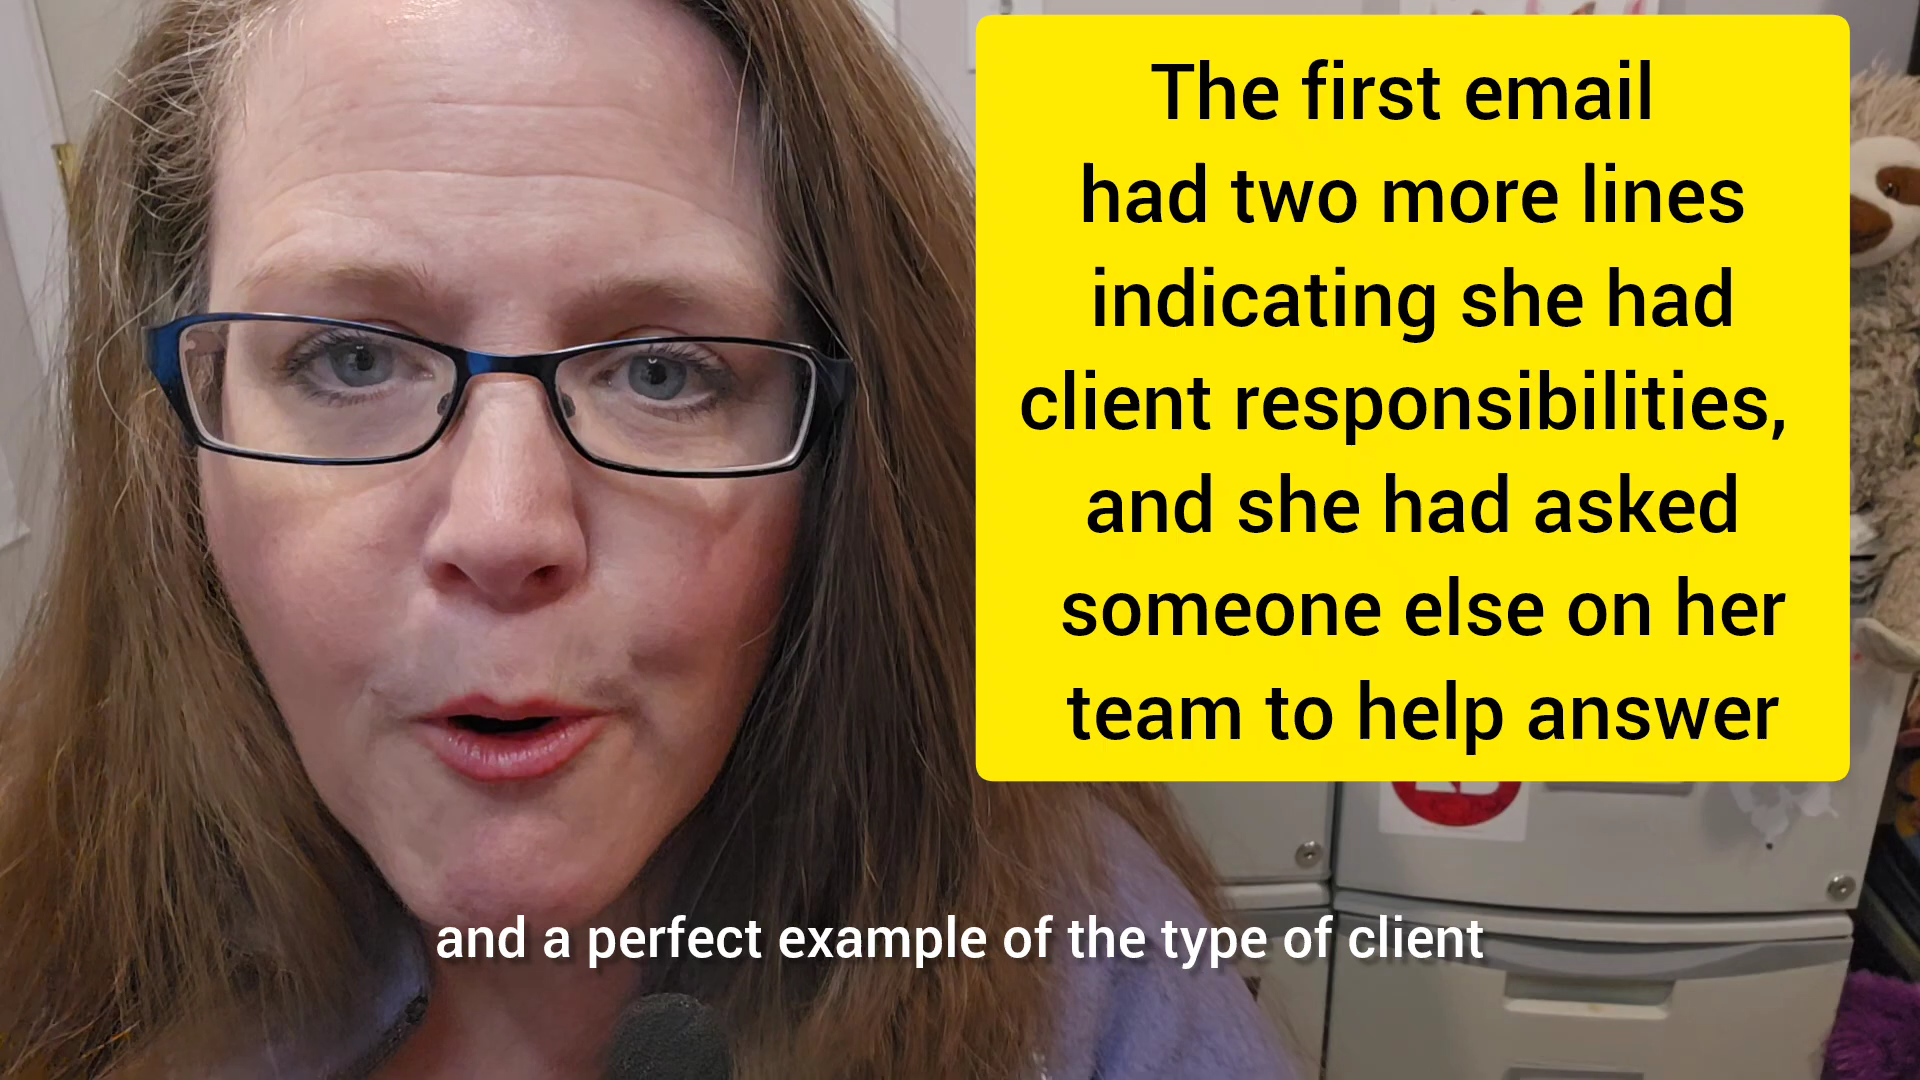 The first email
had two more lines
indicating she had
client responsibilities,
and she had asked
someone else on her
team to help answer
and a perfect example of the type of client